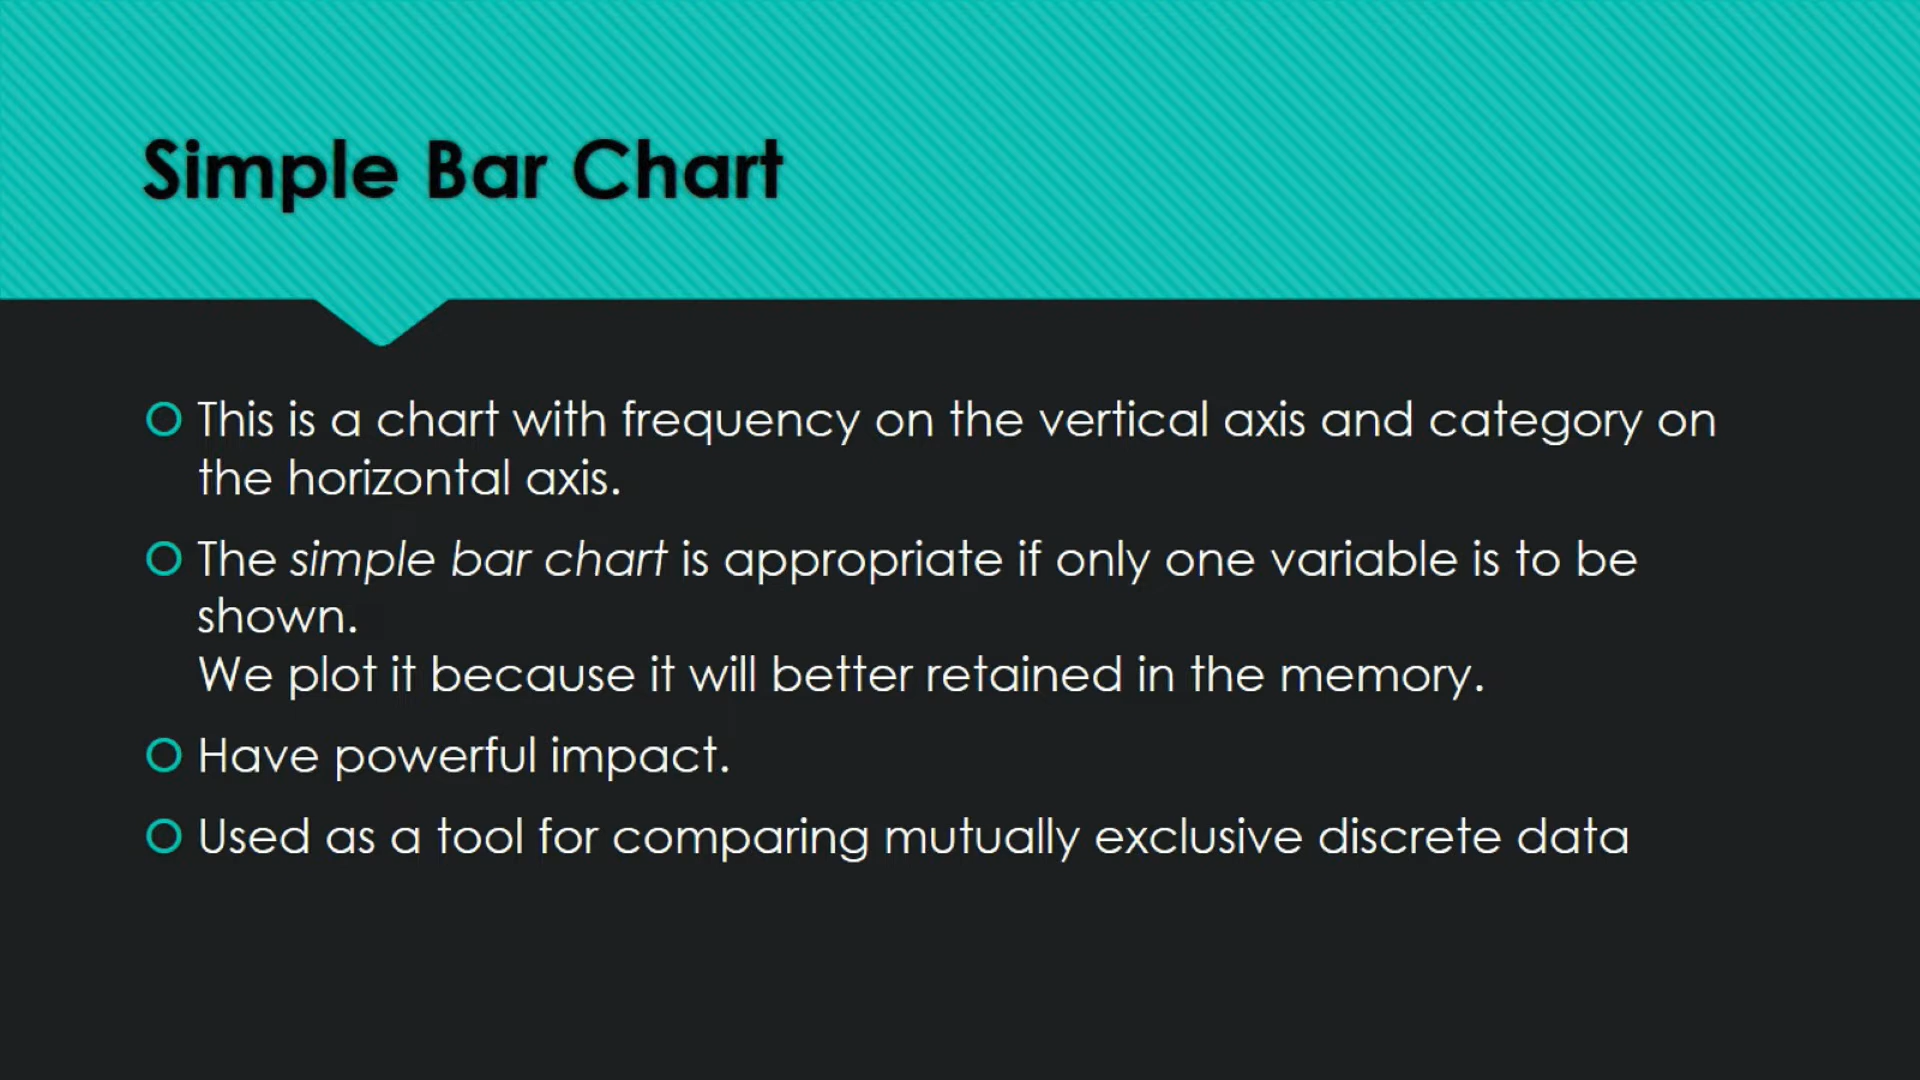 Simple Bar Chart
This is a chart with frequency on the vertical axis and category on
the horizontal axis.
The simple bar chart is appropriate if only one variable is to be
shown.
We plot it because it will better retained in the memory.
Have powerful impact.
Used as a tool for comparing mutually exclusive discrete data